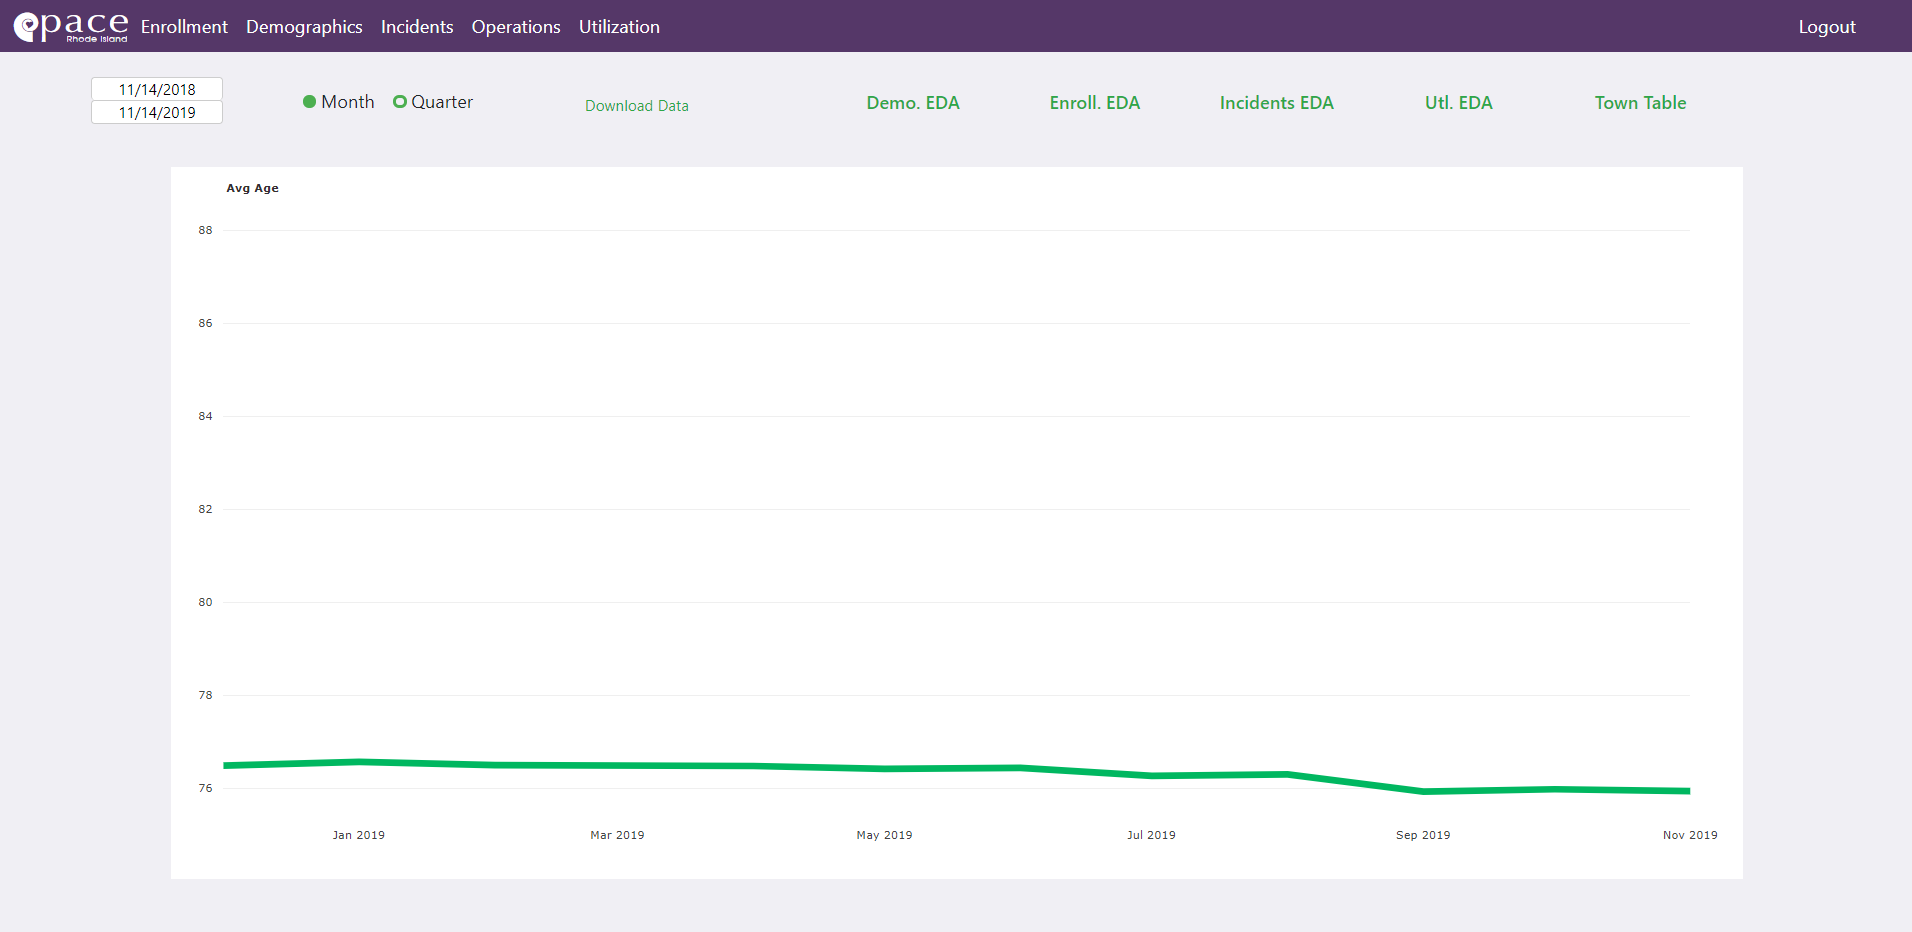 pace
Rhode Island
Enrollment Demographics Incidents Operations Utilization Logout
11/14/2018
11/14/2019
Month Quarter Download Data Demo. EDA Enroll. EDA Incidents EDA Utl. EDA Town Table
Avg Age
88
86
84
82
80
78
76
Jan 2019 Mar 2019 May 2019 Jul 2019 Sep 2019 Nov 2019